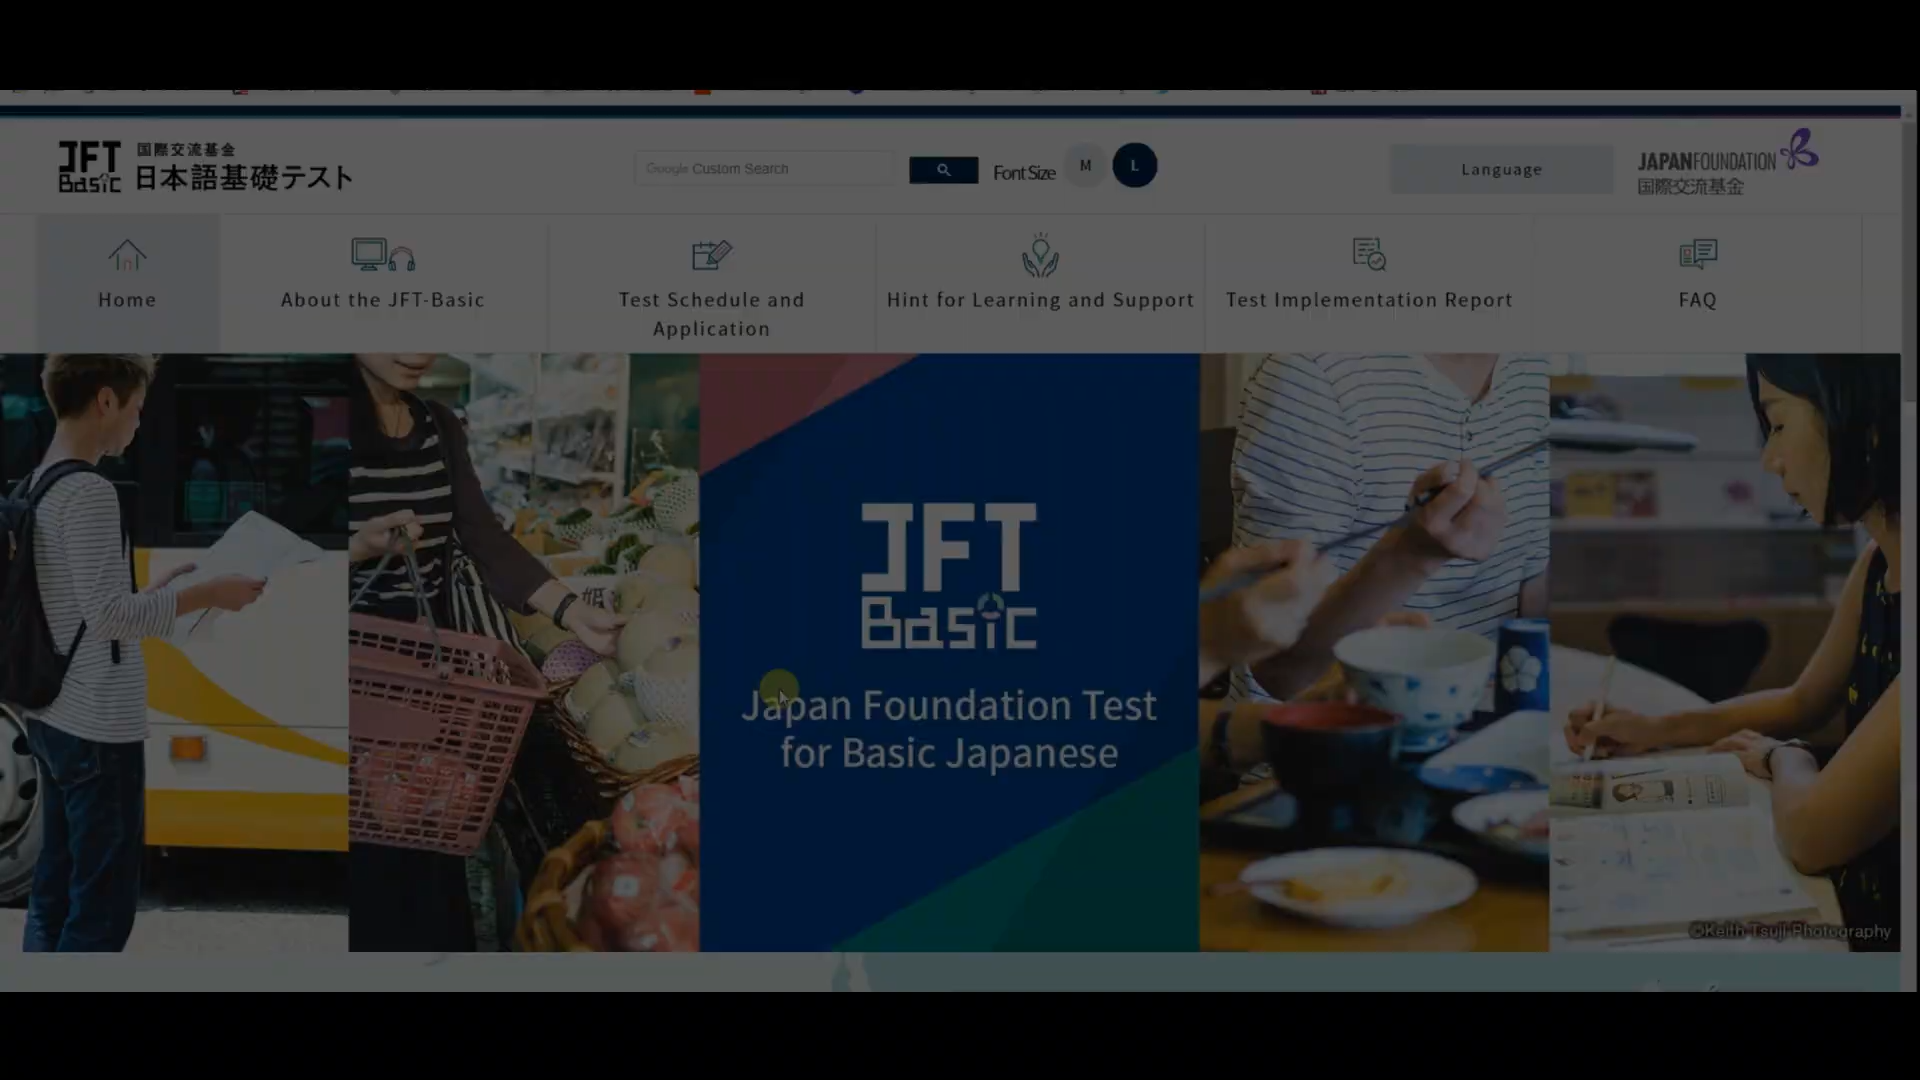 JFT
Basic
国際交流基金
日本語基礎テスト
Google Custom Search
Font Size
M
L
Language
JAPANFOUNDATION
国際交流基金
Home
About the JFT-Basic
Test Schedule and
Application
Hint for Learning and Support
Test Implementation Report
FAQ
JFT
Basic
Japan Foundation Test
for Basic Japanese
©Keith Tsuji Photography